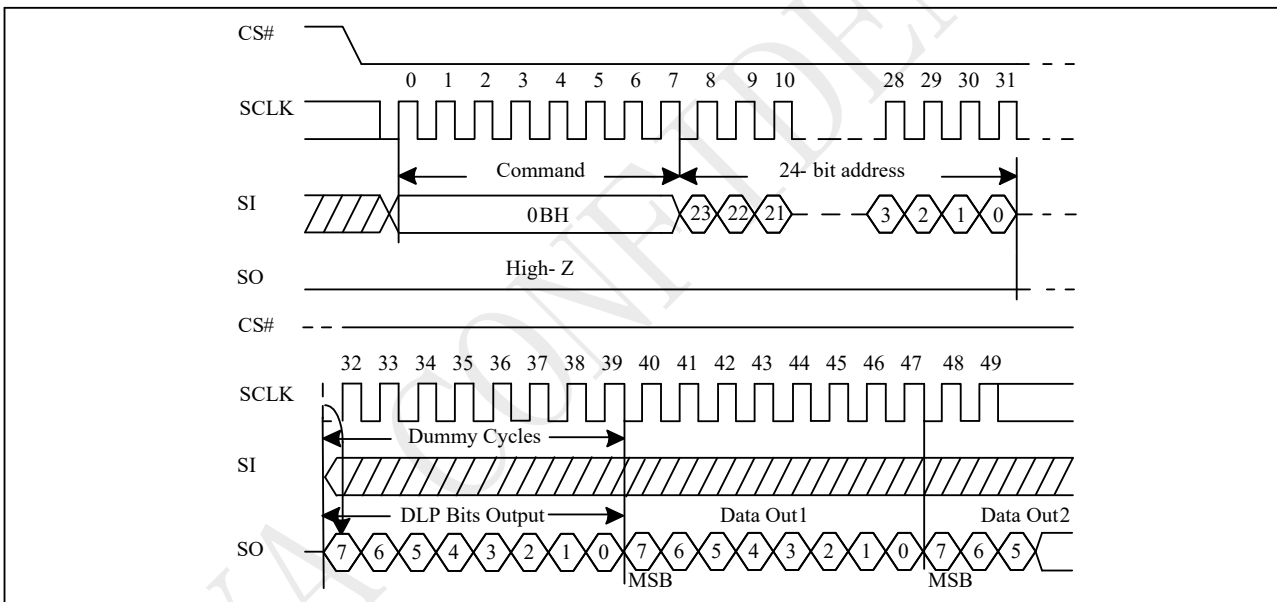 CS#
0 1 2 3 4 5 6 7 8 9 10 28 29 30 31
SCLK
Command 24- bit address
SI 0BH 23 22 21 3 2 1 0
High- Z
SO
CS#
32 33 34 35 36 37 38 39 40 41 42 43 44 45 46 47 48 49
SCLK
Dummy Cycles
SI
DLP Bits Output Data Out1 Data Out2
SO 7 6 5 4 3 2 1 0 7 6 5 4 3 2 1 0 7 6 5
MSB MSB